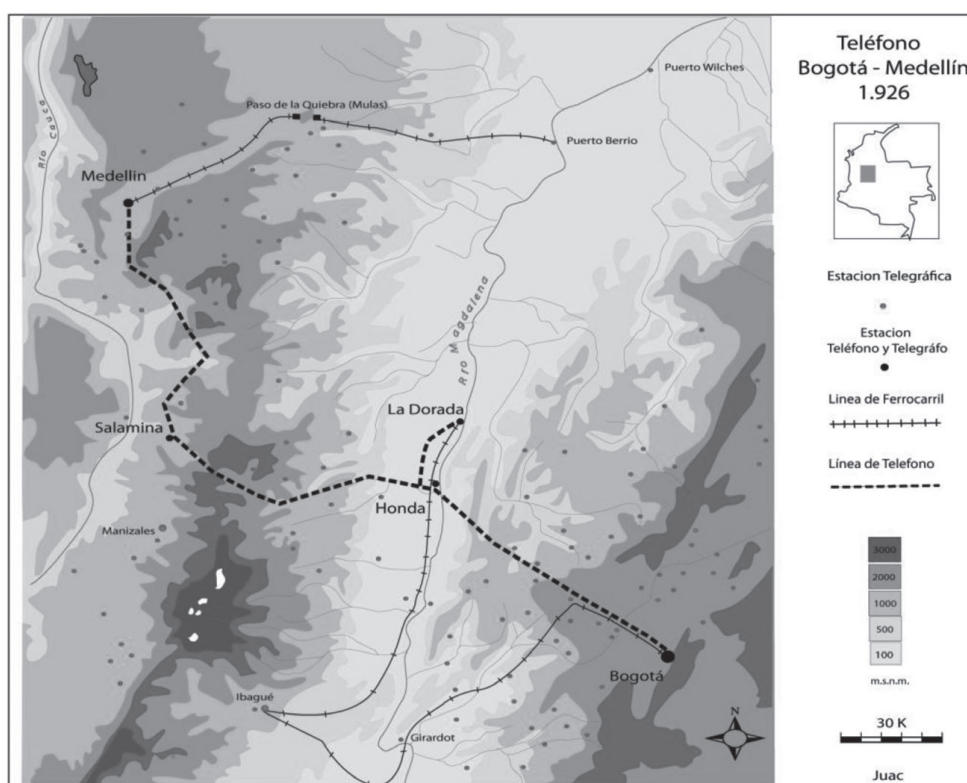 Teléfono
Bogotá - Medellín
1.926
Puerto Wilches
Paso de la Quiebra (Mulas)
Puerto Berrio
Río Cauca
Medellin
Río Magdalena
La Dorada
Salamina
Honda
Manizales
Bogotá
Ibagué
Girardot
N
Estacion Telegráfica
Estacion
Teléfono y Telegráfo
Linea de Ferrocarril
Línea de Telefono
3000
2000
1000
500
100
m.s.n.m.
30 K
Juac